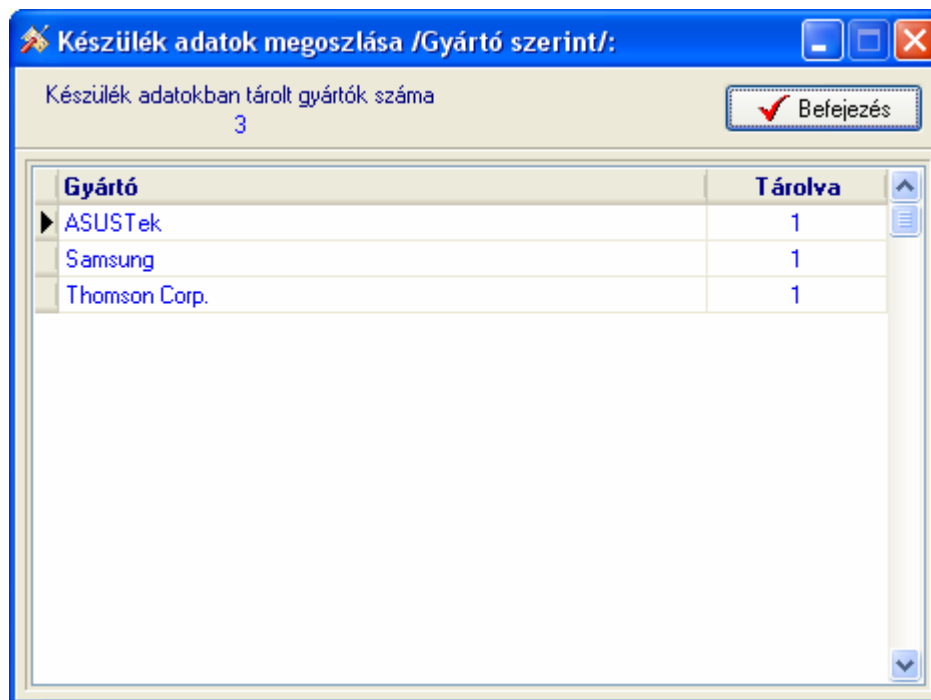 Készülék adatok megoszlása /Gyártó szerint/:
Készülék adatokban tárolt gyártók száma
3
Befejezés
Gyártó Tárolva
ASUSTek 1
Samsung 1
Thomson Corp. 1